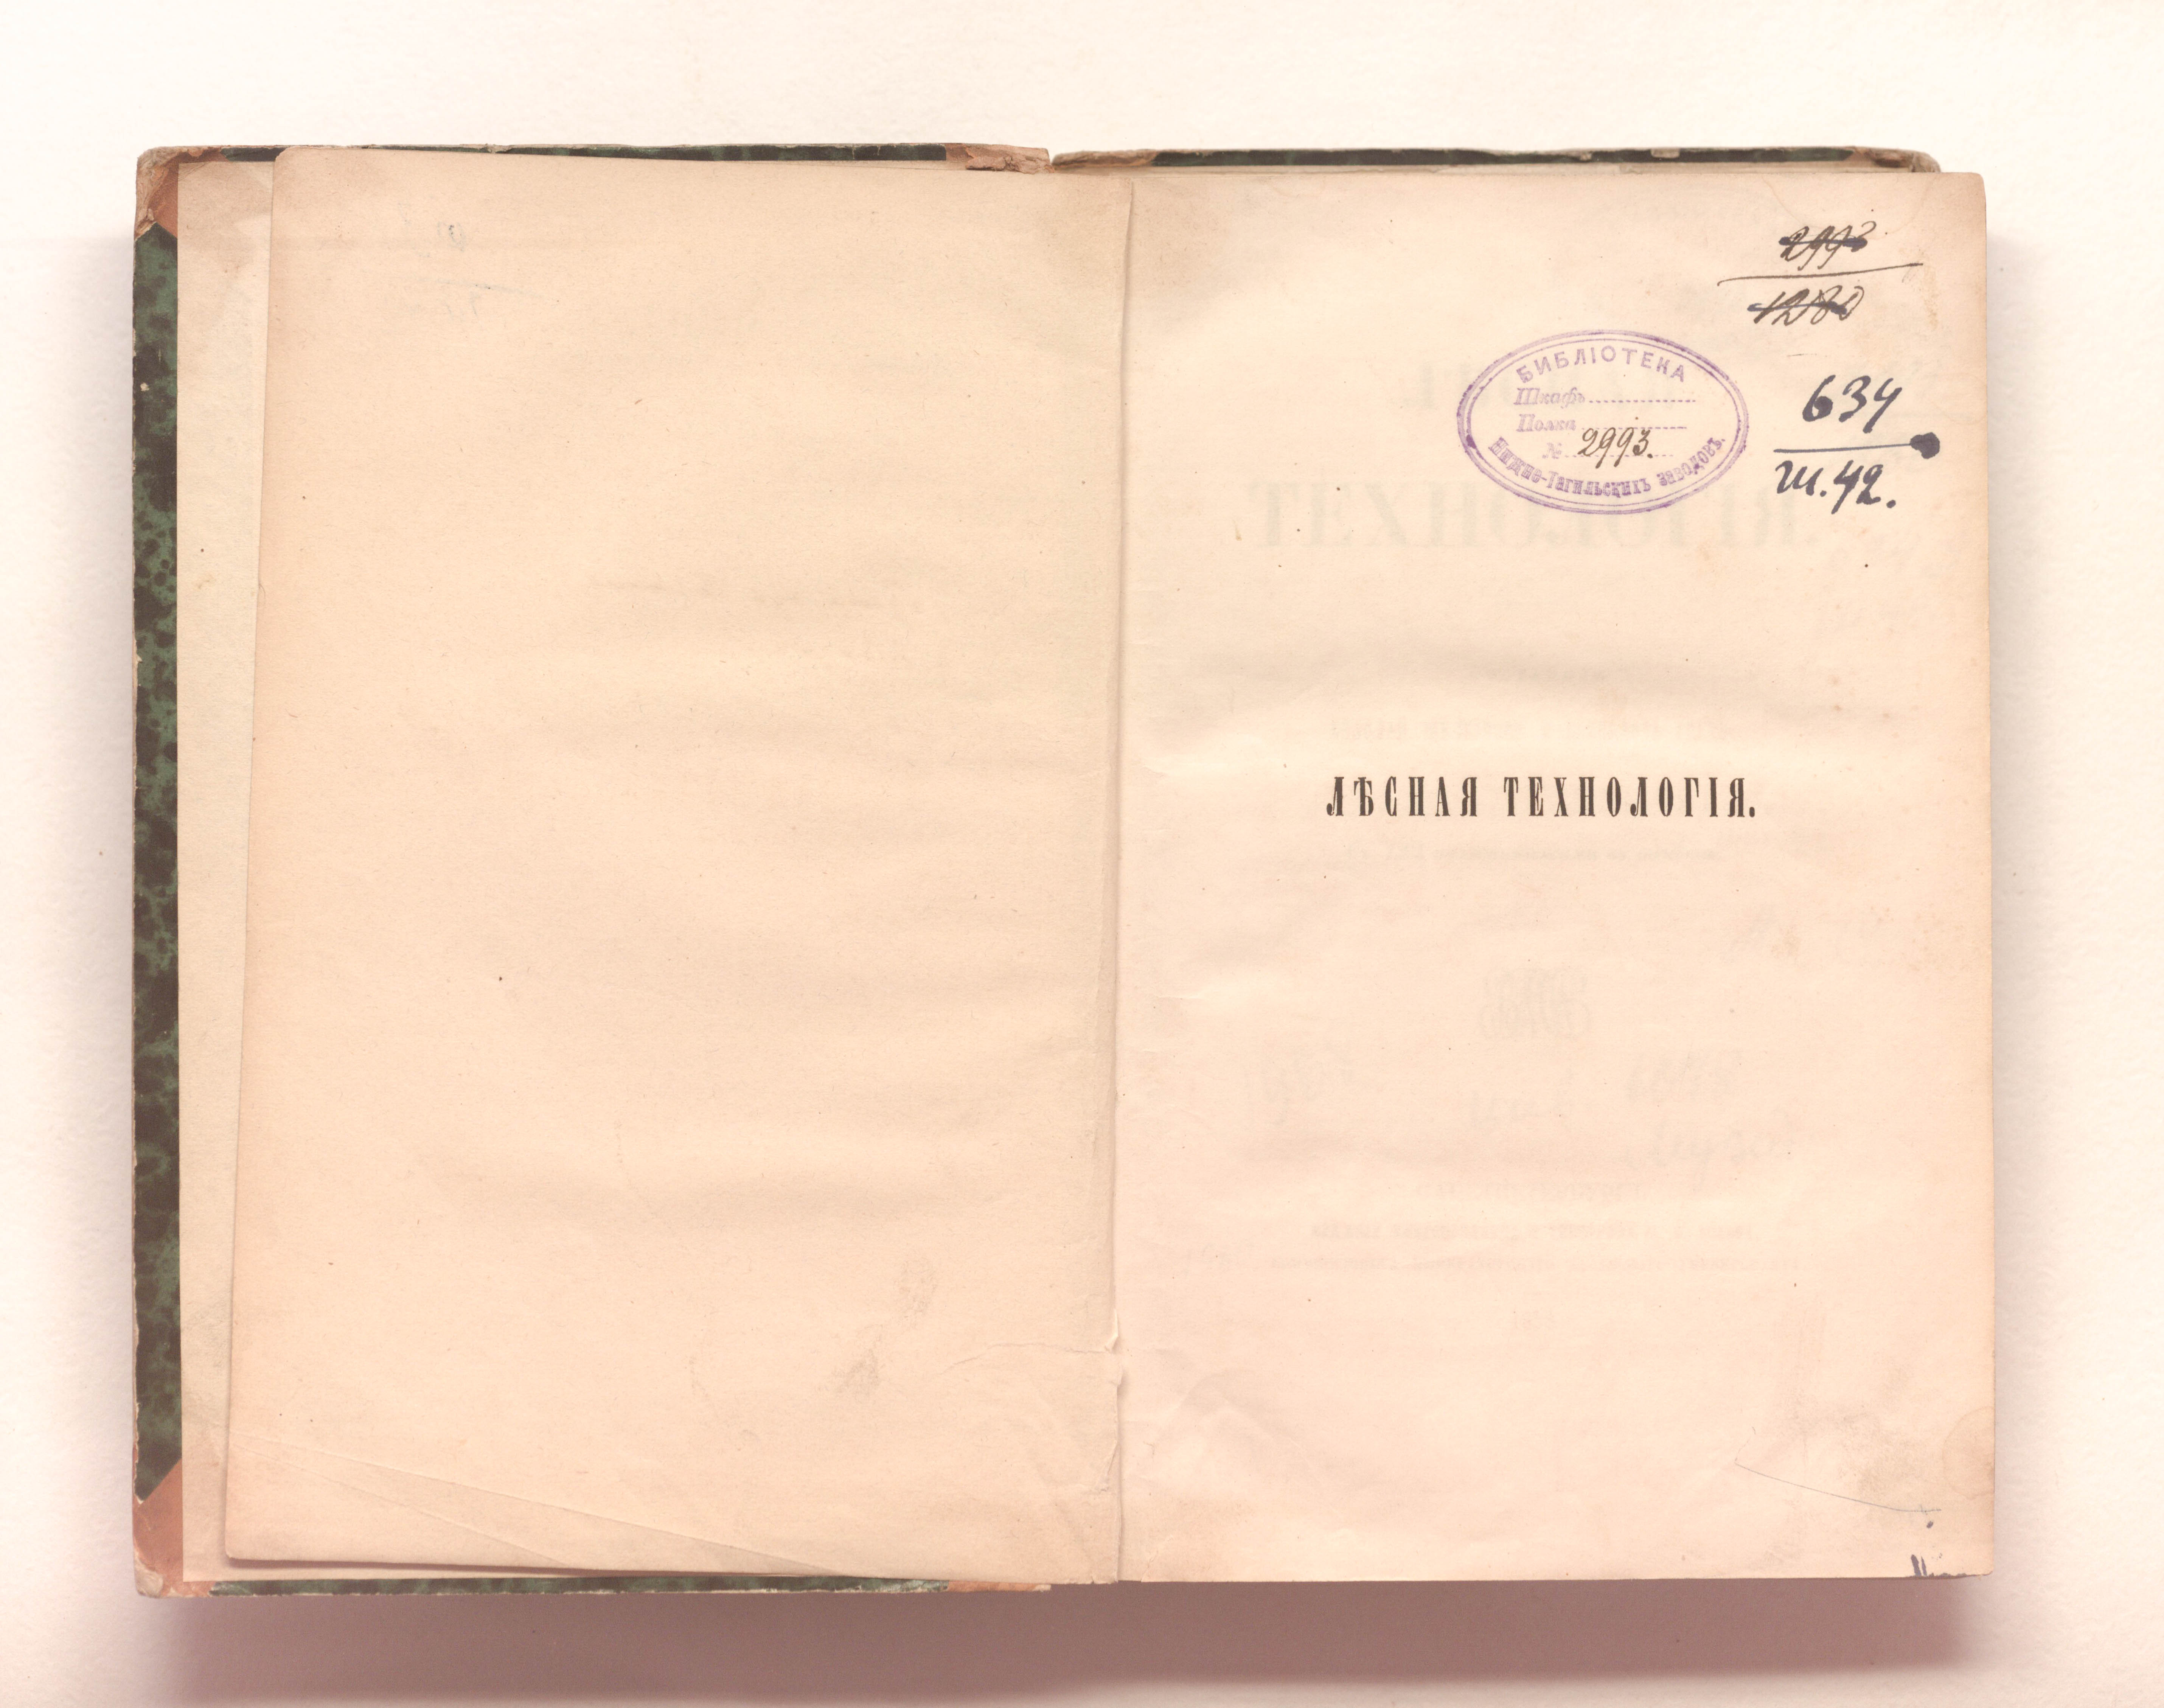 2993
1280
БИБЛІОТЕКА
Шкафъ
Полка
№ 2993.
Нижне-Тагильскихъ заводовъ.
634
Ш.42.
ЛѢСНАЯ ТЕХНОЛОГІЯ.